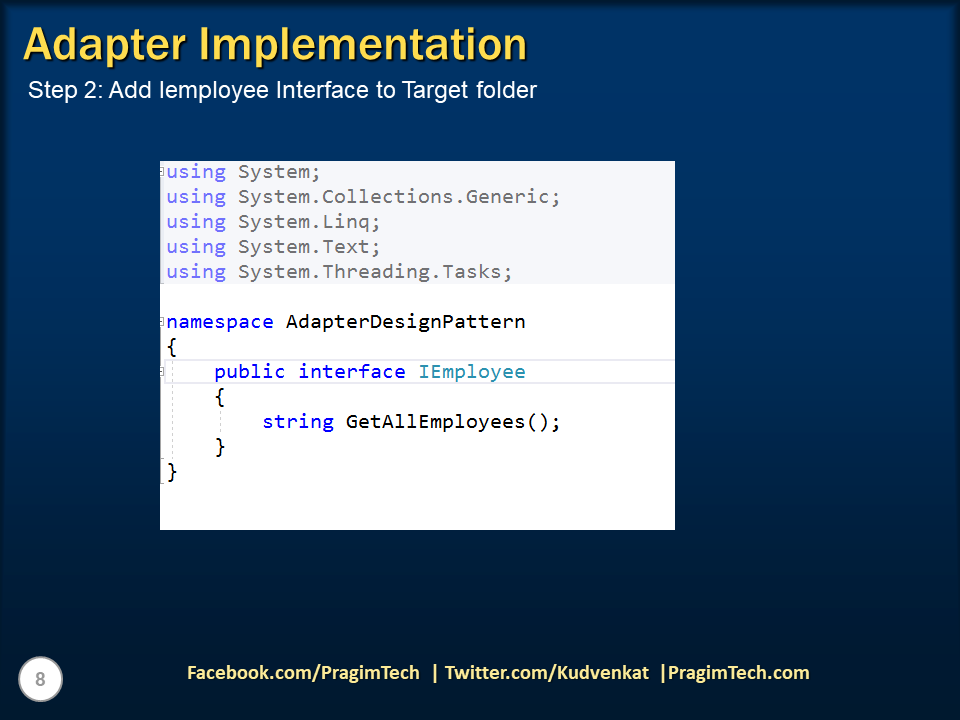 Adapter Implementation
Step 2: Add Iemployee Interface to Target folder
using System;
using System.Collections.Generic;
using System.Linq;
using System.Text;
using System.Threading.Tasks;
namespace AdapterDesignPattern
{
    public interface IEmployee
    {
        string GetAllEmployees();
    }
}
8
Facebook.com/PragimTech | Twitter.com/Kudvenkat |PragimTech.com